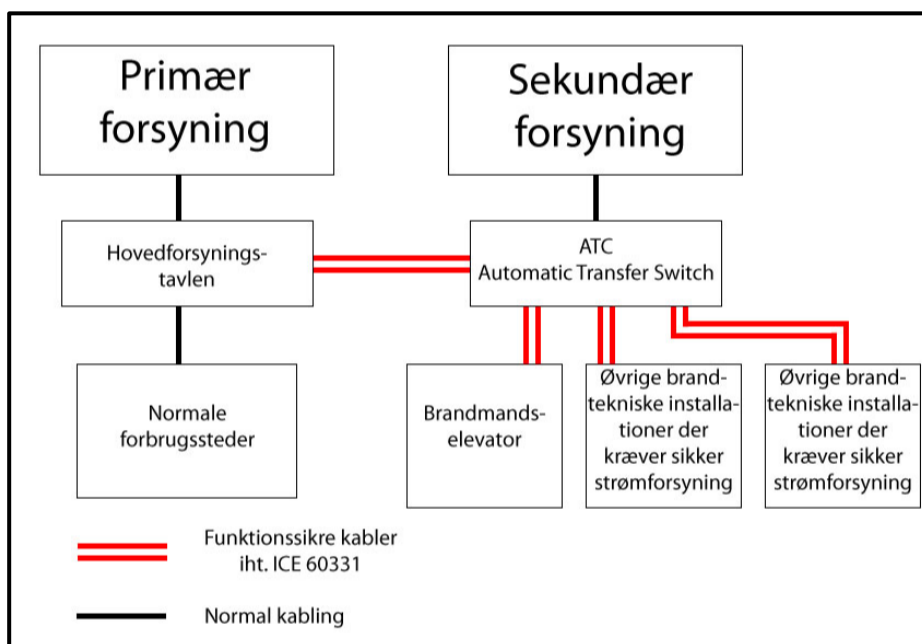 Primær
forsyning
Sekundær
forsyning
Hovedforsynings-
tavlen
ATC
Automatic Transfer Switch
Normale
forbrugssteder
Brandmands-
elevator
Øvrige brand-
tekniske installa-
tioner der
kræver sikker
strømforsyning
Øvrige brand-
tekniske installa-
tioner der
kræver sikker
strømforsyning
Funktionssikre kabler
iht. ICE 60331
Normal kabling